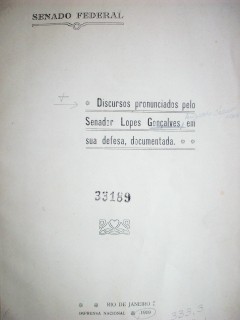 SENADO FEDERAL
Discursos pronunciados pelo
Senador Lopes Gonçalves, em
sua defesa, documentada.
33189
RIO DE JANEIRO
IMPRENSA NACIONAL